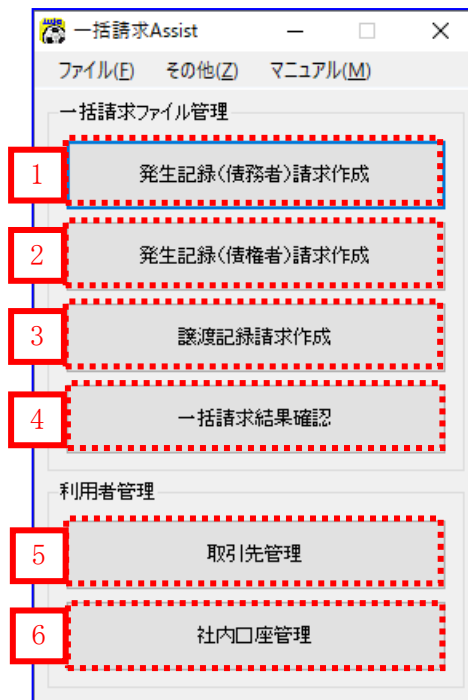 一括請求Assist
ファイル(F) その他(Z) マニュアル(M)
一括請求ファイル管理
1 発生記録(債務者)請求作成
2 発生記録(債権者)請求作成
3 譲渡記録請求作成
4 一括請求結果確認
利用者管理
5 取引先管理
6 社内口座管理